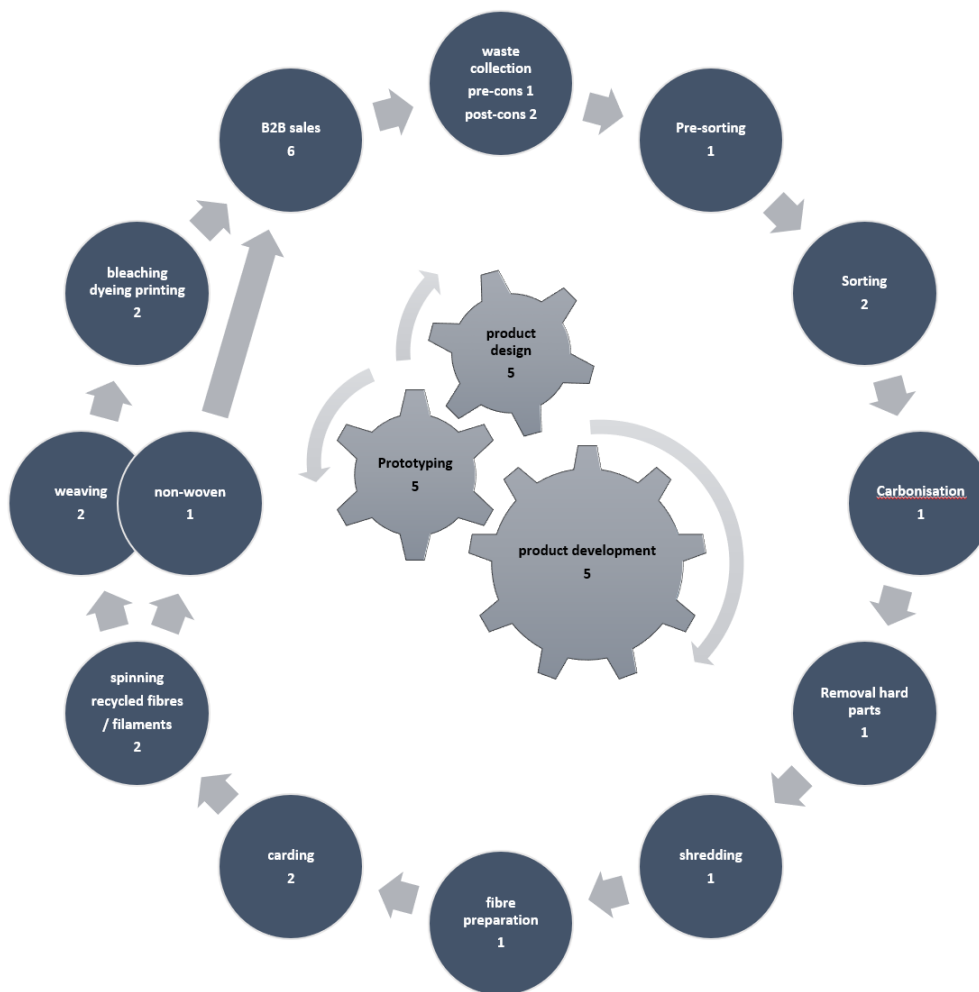 waste
collection
pre-cons 1
post-cons 2
Pre-sorting
1
Sorting
2
Carbonisation
1
Removal hard
parts
1
shredding
1
fibre
preparation
1
carding
2
spinning
recycled fibres
/ filaments
2
weaving
2
non-woven
1
bleaching
dyeing printing
2
B2B sales
6
product
design
5
Prototyping
5
product development
5